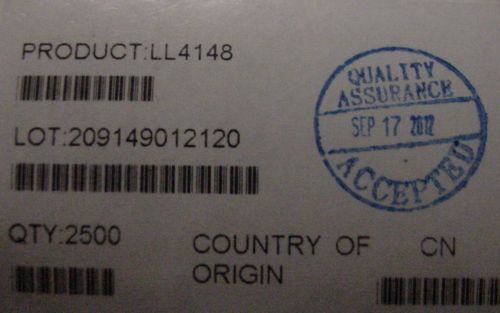 PRODUCT:LL4148
QUALITY
ASSURANCE
SEP 17 2012
ACCEPTED
LOT:209149012120
QTY:2500
COUNTRY OF
ORIGIN
CN